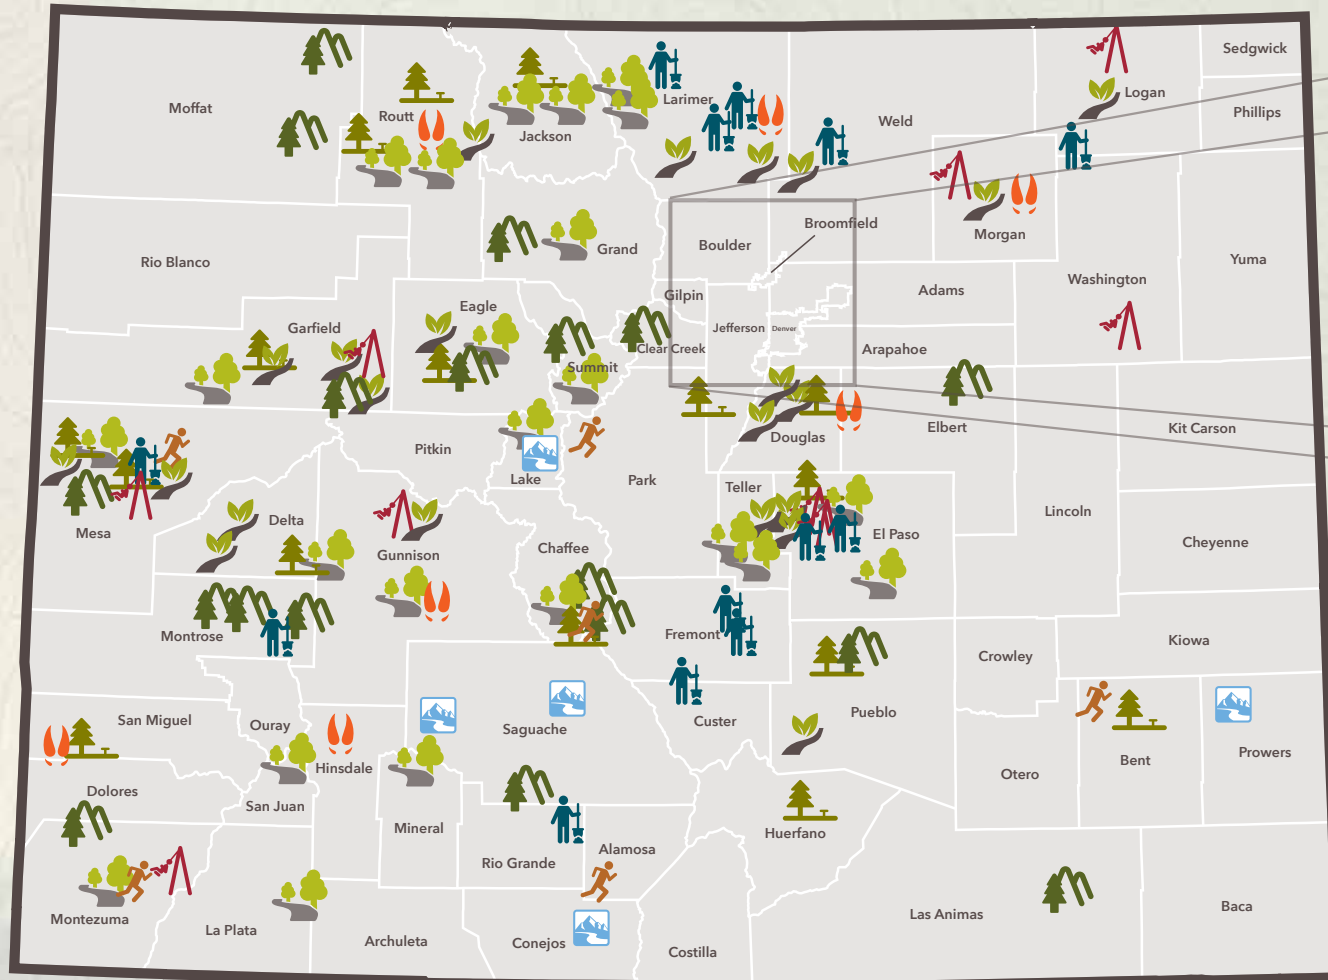 Sedgwick
Moffat
Routt
Jackson
Larimer
Weld
Logan
Phillips
Morgan
Rio Blanco
Grand
Boulder
Broomfield
Washington
Yuma
Garfield
Eagle
Gilpin
Adams
Jefferson
Denver
Summit
Clear Creek
Arapahoe
Pitkin
Lake
Park
Douglas
Elbert
Kit Carson
Mesa
Delta
Gunnison
Chaffee
Teller
El Paso
Lincoln
Cheyenne
Montrose
Fremont
Crowley
Kiowa
San Miguel
Ouray
Hinsdale
Saguache
Custer
Pueblo
Otero
Bent
Prowers
Dolores
San Juan
Mineral
Rio Grande
Alamosa
Huerfano
Montezuma
La Plata
Archuleta
Conejos
Costilla
Las Animas
Baca